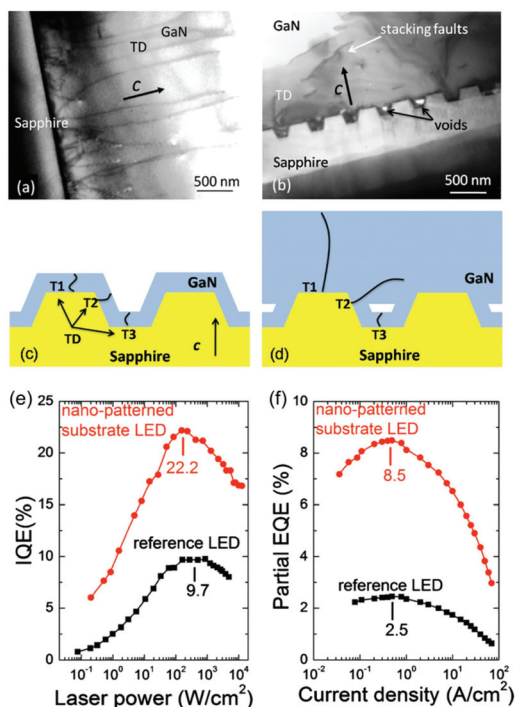 GaN
TD
C
Sapphire
(a)
500 nm
GaN
stacking faults
C
TD
voids
Sapphire
(b)
500 nm
T1
GaN
T2
T3
TD
Sapphire
c
(c)
GaN
T1
T2
T3
Sapphire
(d)
(e)
nano-patterned
substrate LED
22.2
reference LED
9.7
IQE(%)
25
20
15
10
5
0
10⁻¹ 10⁰ 10¹ 10² 10³ 10⁴
Laser power (W/cm²)
(f)
nano-patterned
substrate LED
8.5
reference LED
2.5
Partial EQE (%)
10
8
6
4
2
0
10⁻² 10⁻¹ 10⁰ 10¹ 10²
Current density (A/cm²)